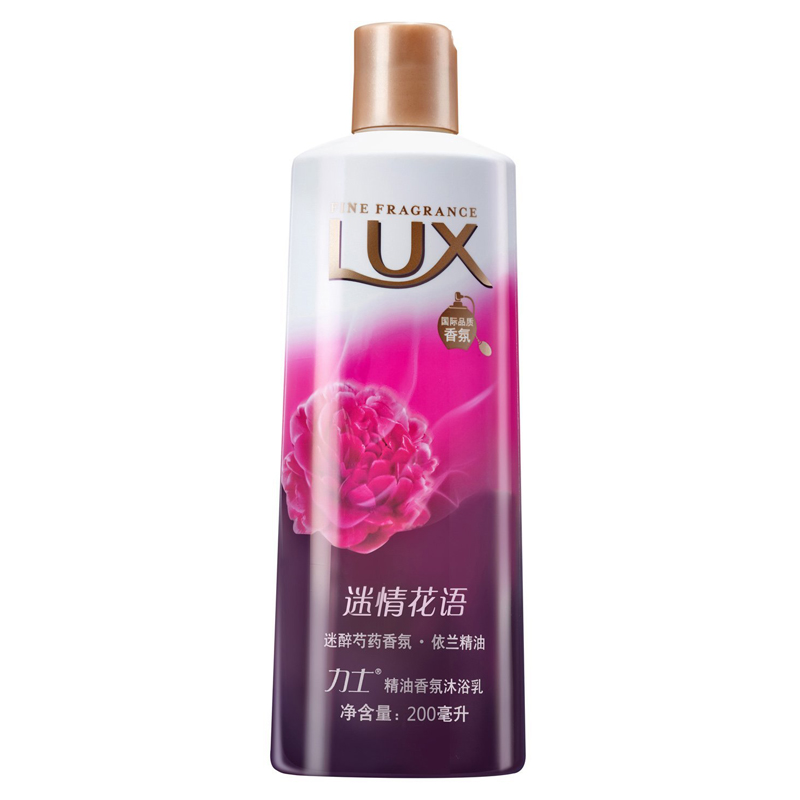 FINE FRAGRANCE
LUX
国际品质
香氛
迷情花语
迷醉芍药香氛·依兰精油
力士® 精油香氛沐浴乳
净含量：200毫升